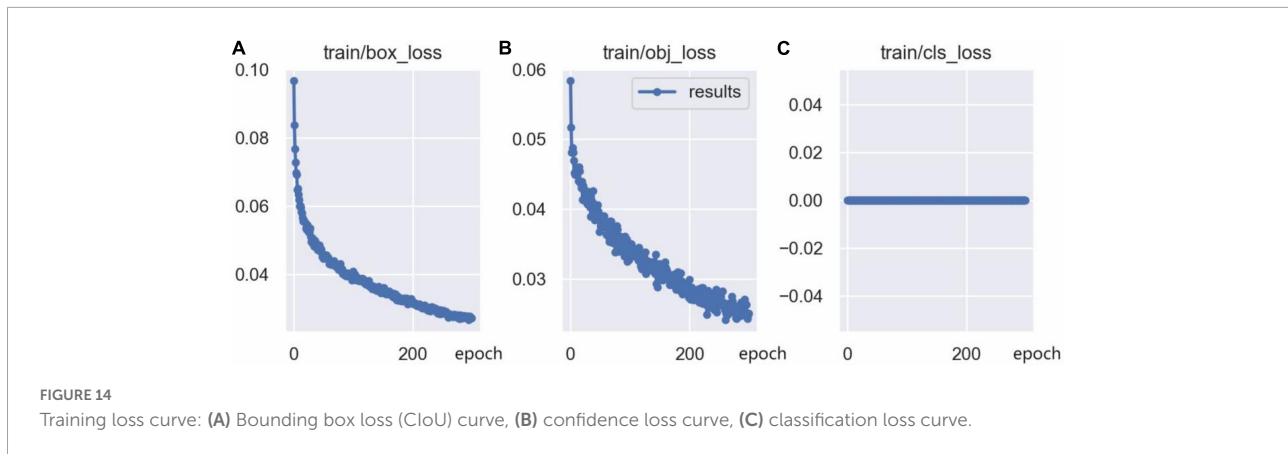 A train/box_loss
0.10
0.08
0.06
0.04
0 200 epoch
B train/obj_loss
results
0.06
0.05
0.04
0.03
0 200 epoch
C train/cls_loss
0.04
0.02
0.00
−0.02
−0.04
0 200 epoch
FIGURE 14
Training loss curve: (A) Bounding box loss (CIoU) curve, (B) confidence loss curve, (C) classification loss curve.